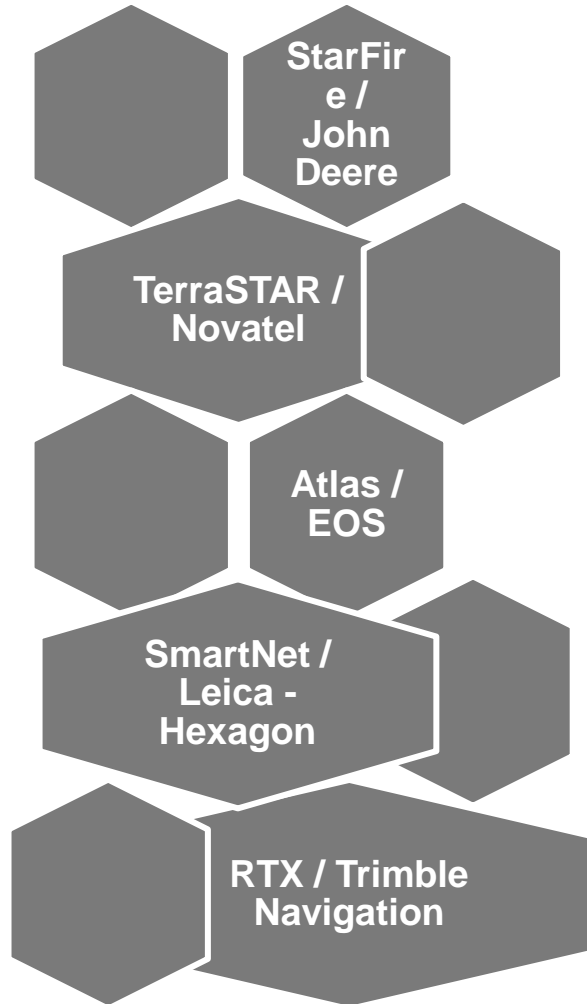 StarFir
e /
John
Deere
TerraSTAR /
Novatel
Atlas /
EOS
SmartNet /
Leica -
Hexagon
RTX / Trimble
Navigation